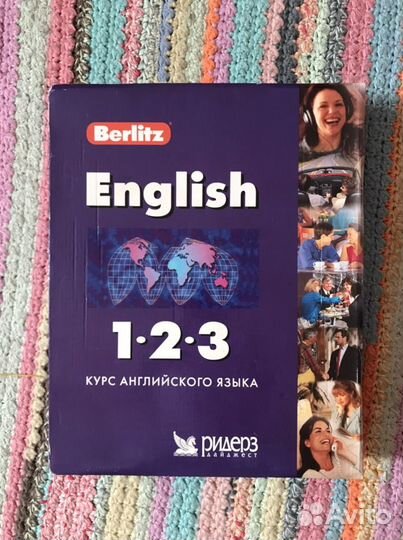 Berlitz
English
1·2·3
КУРС АНГЛИЙСКОГО ЯЗЫКА
РИДЕРЗ
ДАЙДЖЕСТ
Avito